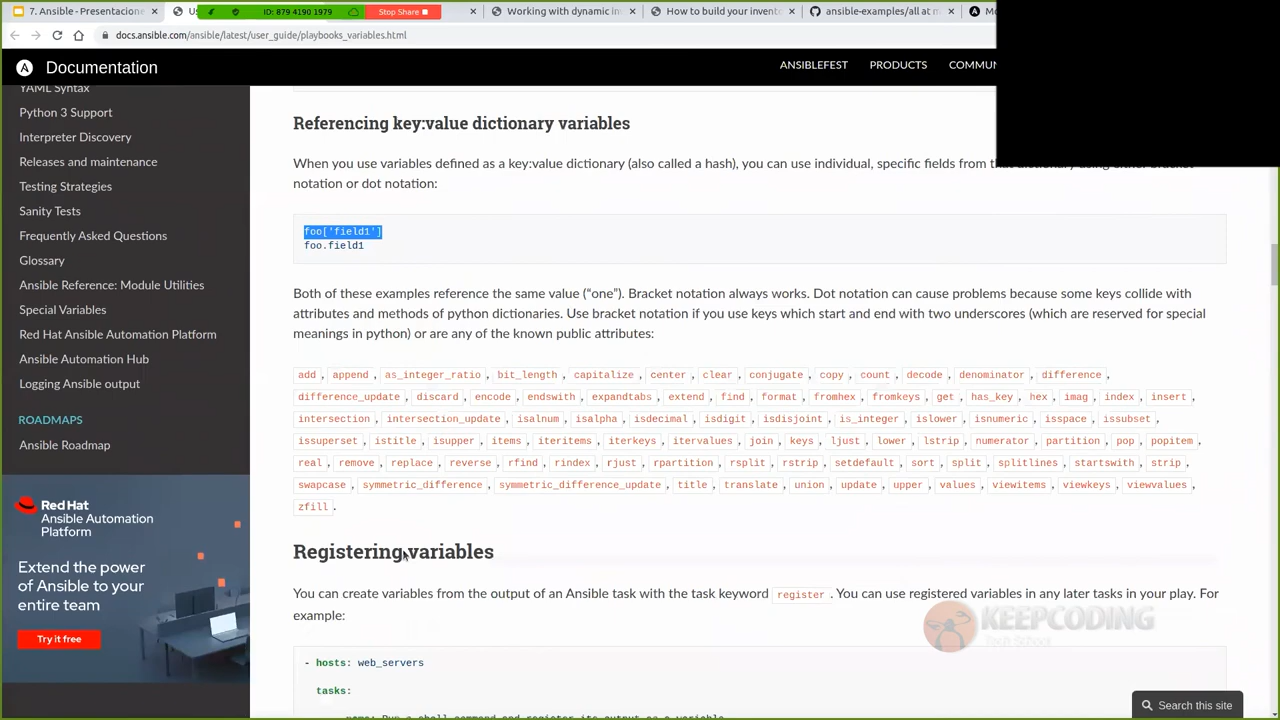 7. Ansible - Presentacione
Us
ID: 879 4190 1979
Stop Share
Working with dynamic in
How to build your invento
ansible-examples/all at m
docs.ansible.com/ansible/latest/user_guide/playbooks_variables.html
Documentation
ANSIBLEFEST
PRODUCTS
COMMUN
YAML Syntax
Python 3 Support
Interpreter Discovery
Releases and maintenance
Testing Strategies
Sanity Tests
Frequently Asked Questions
Glossary
Ansible Reference: Module Utilities
Special Variables
Red Hat Ansible Automation Platform
Ansible Automation Hub
Logging Ansible output
ROADMAPS
Ansible Roadmap
Red Hat
Ansible Automation
Platform
Extend the power
of Ansible to your
entire team
Try it free
Referencing key:value dictionary variables
When you use variables defined as a key:value dictionary (also called a hash), you can use individual, specific fields from
notation or dot notation:
foo['field1']
foo.field1
Both of these examples reference the same value (“one”). Bracket notation always works. Dot notation can cause problems because some keys collide with
attributes and methods of python dictionaries. Use bracket notation if you use keys which start and end with two underscores (which are reserved for special
meanings in python) or are any of the known public attributes:
add , append , as_integer_ratio , bit_length , capitalize , center , clear , conjugate , copy , count , decode , denominator , difference ,
difference_update , discard , encode , endswith , expandtabs , extend , find , format , fromhex , fromkeys , get , has_key , hex , imag , index , insert ,
intersection , intersection_update , isalnum , isalpha , isdecimal , isdigit , isdisjoint , is_integer , islower , isnumeric , isspace , issubset ,
issuperset , istitle , isupper , items , iteritems , iterkeys , itervalues , join , keys , ljust , lower , lstrip , numerator , partition , pop , popitem ,
real , remove , replace , reverse , rfind , rindex , rjust , rpartition , rsplit , rstrip , setdefault , sort , split , splitlines , startswith , strip ,
swapcase , symmetric_difference , symmetric_difference_update , title , translate , union , update , upper , values , viewitems , viewkeys , viewvalues ,
zfill .
Registering variables
You can create variables from the output of an Ansible task with the task keyword register . You can use registered variables in any later tasks in your play. For
example:
- hosts: web_servers
tasks:
KEEPCODING
Tech School
Search this site